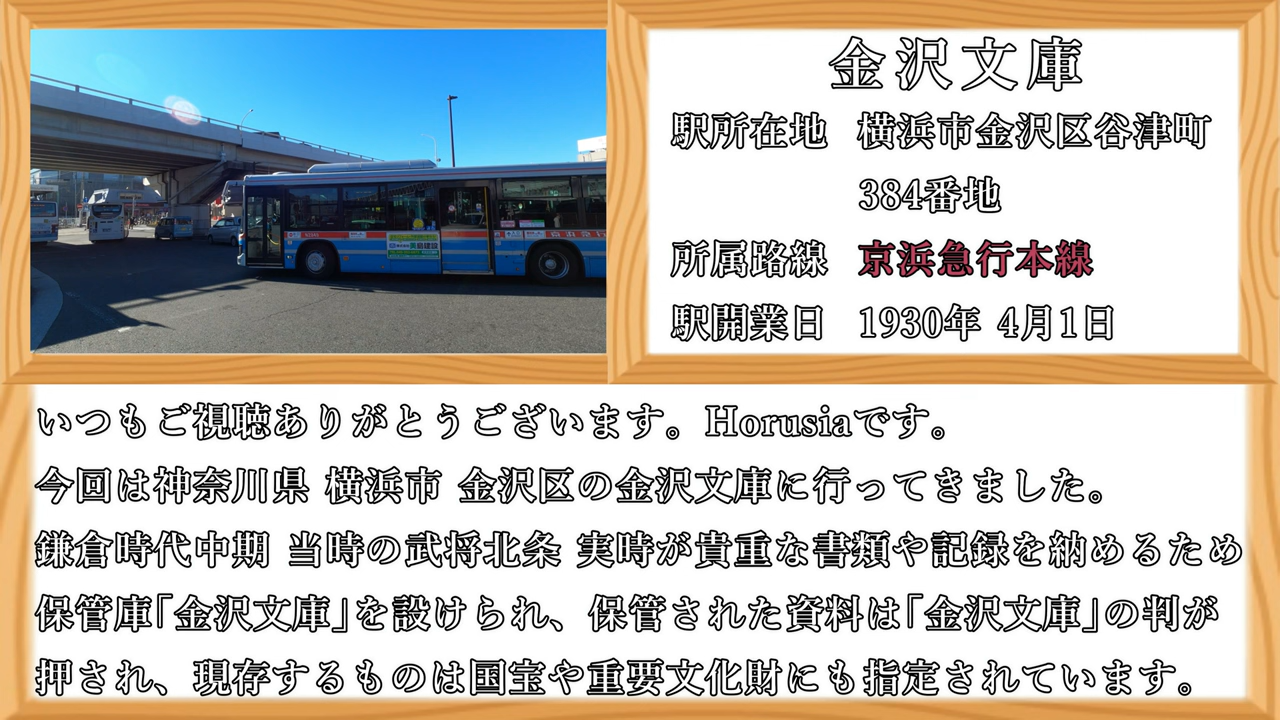 金沢文庫
駅所在地 横浜市金沢区谷津町
384番地
所属路線 京浜急行本線
駅開業日 1930年 4月1日
いつもご視聴ありがとうございます。Horusiaです。
今回は神奈川県 横浜市 金沢区の金沢文庫に行ってきました。
鎌倉時代中期 当時の武将北条 実時が貴重な書類や記録を納めるため
保管庫「金沢文庫」を設けられ、保管された資料は「金沢文庫」の判が
押され、現存するものは国宝や重要文化財にも指定されています。